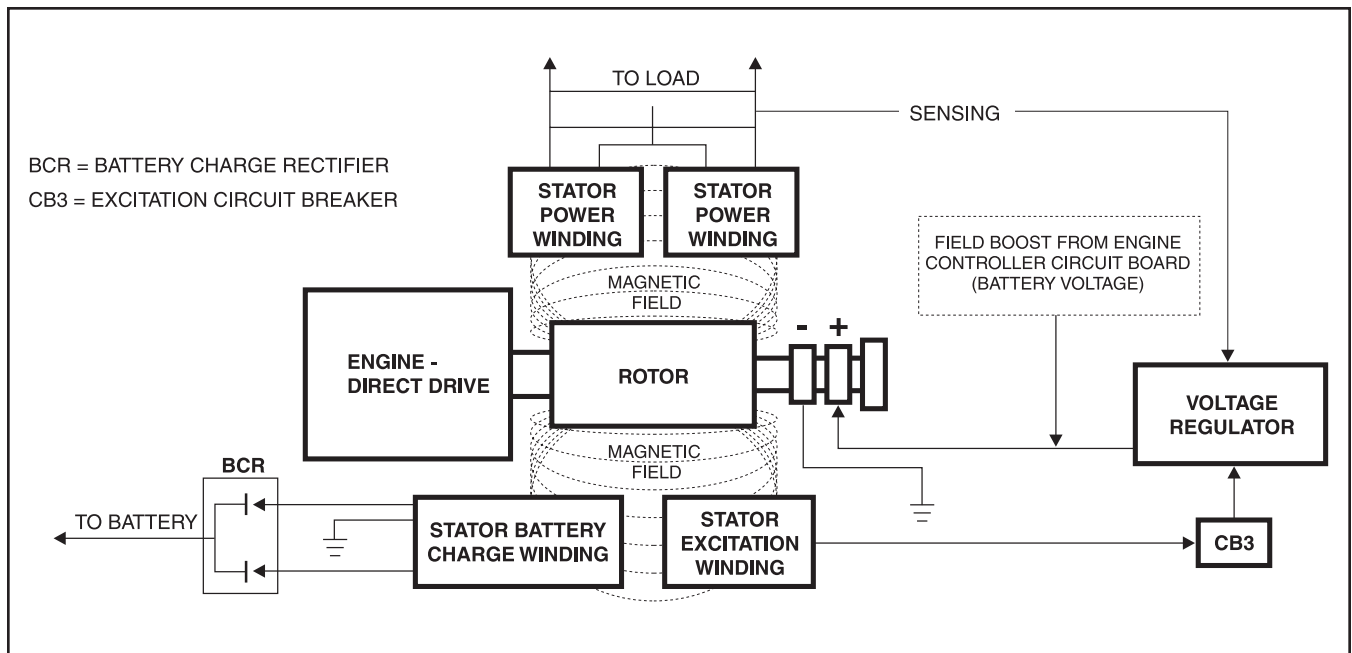 TO LOAD
SENSING
BCR = BATTERY CHARGE RECTIFIER
CB3 = EXCITATION CIRCUIT BREAKER
STATOR
POWER
WINDING
STATOR
POWER
WINDING
FIELD BOOST FROM ENGINE
CONTROLLER CIRCUIT BOARD
(BATTERY VOLTAGE)
MAGNETIC
FIELD
- +
ENGINE -
DIRECT DRIVE
ROTOR
VOLTAGE
REGULATOR
MAGNETIC
FIELD
BCR
TO BATTERY
STATOR BATTERY
CHARGE WINDING
STATOR
EXCITATION
WINDING
CB3